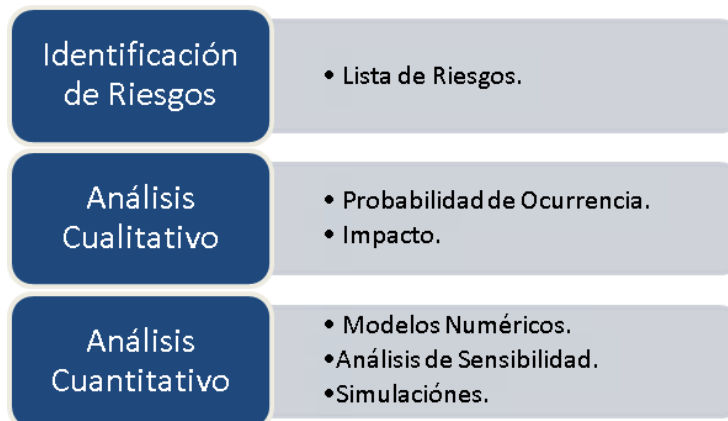 Identificación
de Riesgos
• Lista de Riesgos.
Análisis
Cualitativo
• Probabilidad de Ocurrencia.
• Impacto.
Análisis
Cuantitativo
• Modelos Numéricos.
•Análisis de Sensibilidad.
•Simulaciónes.